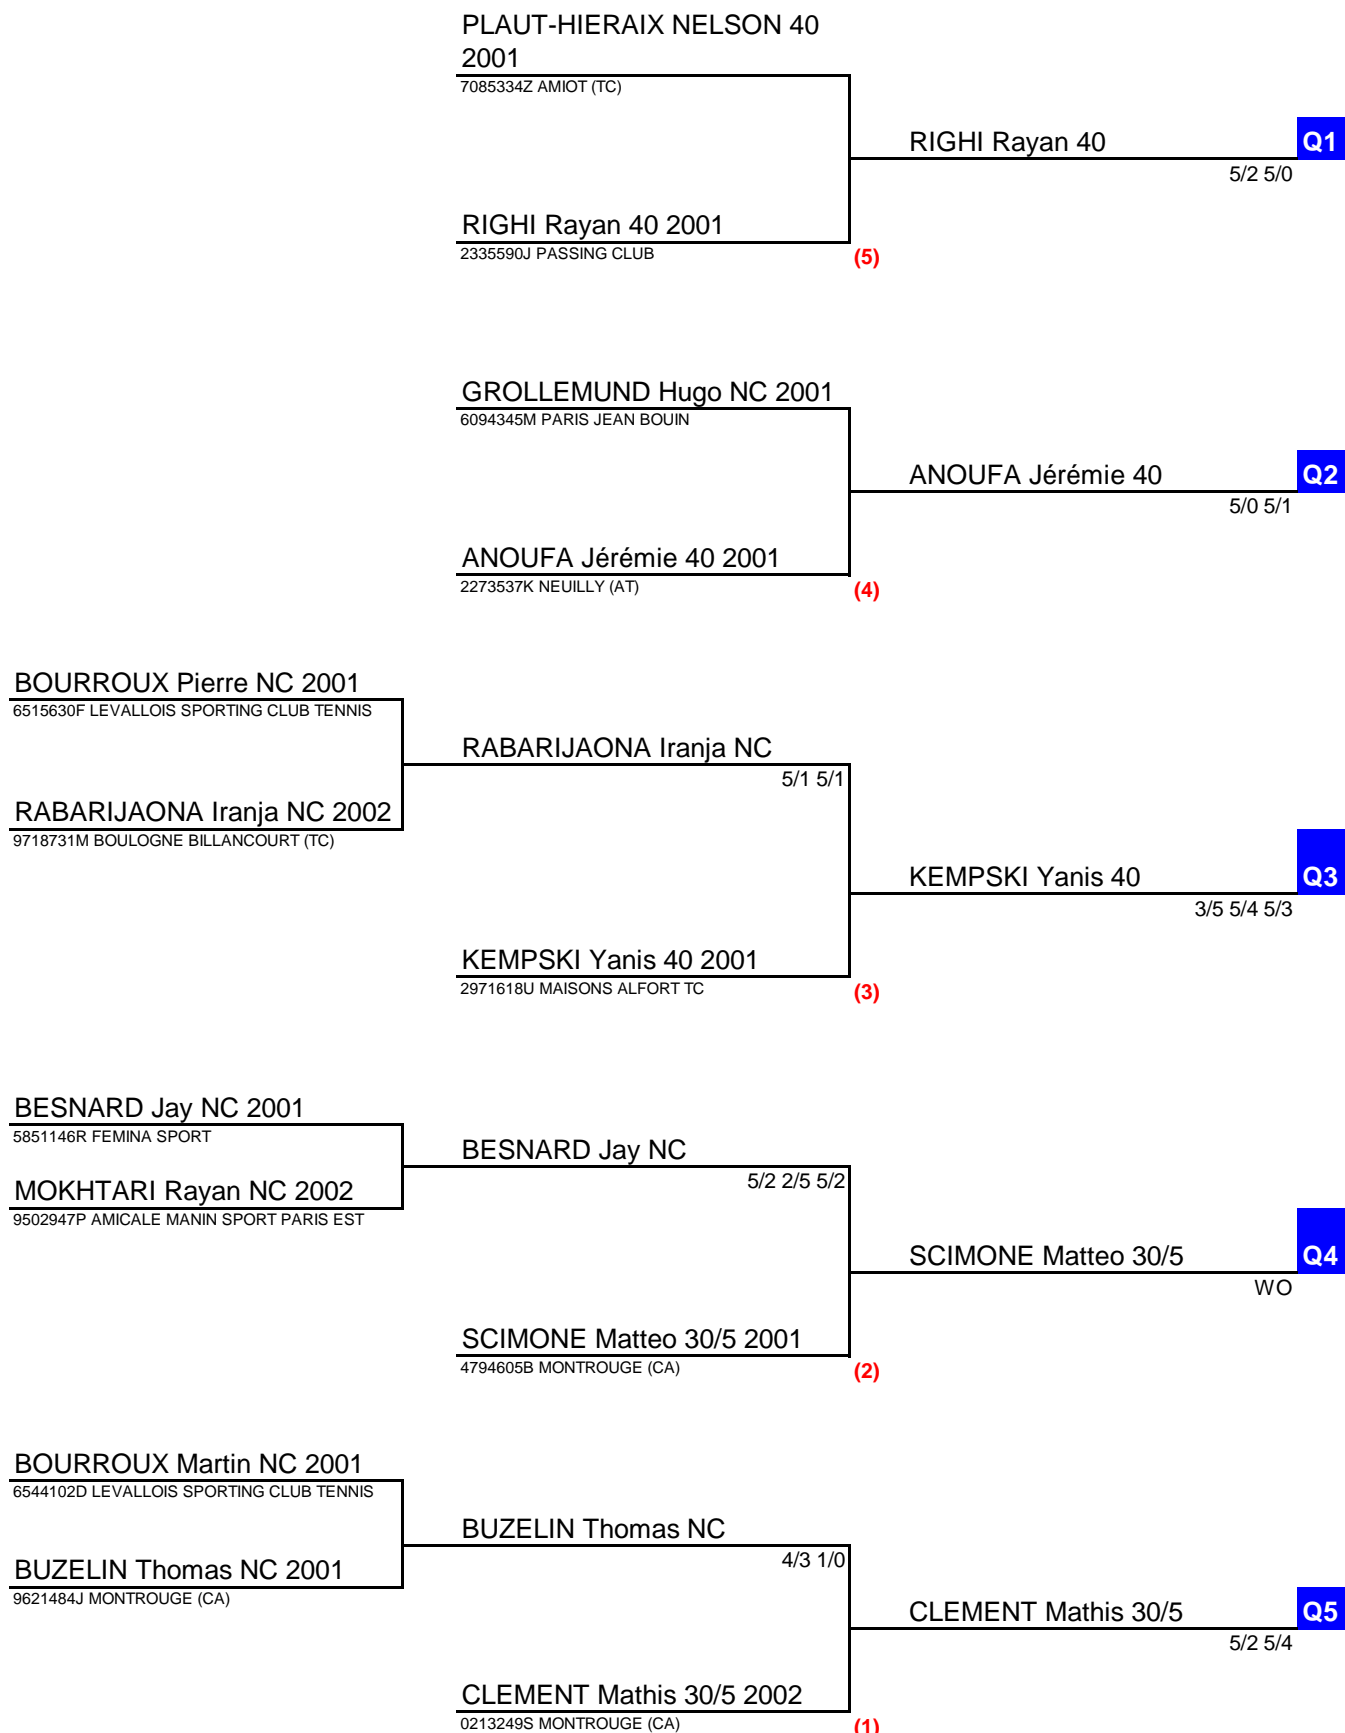 PLAUT-HIERAIX NELSON 40
2001
7085334Z AMIOT (TC)
RIGHI Rayan 40
Q1
5/2 5/0
RIGHI Rayan 40 2001
2335590J PASSING CLUB
(5)
GROLLEMUND Hugo NC 2001
6094345M PARIS JEAN BOUIN
ANOUFA Jérémie 40
Q2
5/0 5/1
ANOUFA Jérémie 40 2001
2273537K NEUILLY (AT)
(4)
BOURROUX Pierre NC 2001
6515630F LEVALLOIS SPORTING CLUB TENNIS
RABARIJAONA Iranja NC
5/1 5/1
RABARIJAONA Iranja NC 2002
9718731M BOULOGNE BILLANCOURT (TC)
KEMPSKI Yanis 40
Q3
3/5 5/4 5/3
KEMPSKI Yanis 40 2001
2971618U MAISONS ALFORT TC
(3)
BESNARD Jay NC 2001
5851146R FEMINA SPORT
BESNARD Jay NC
5/2 2/5 5/2
MOKHTARI Rayan NC 2002
9502947P AMICALE MANIN SPORT PARIS EST
SCIMONE Matteo 30/5
Q4
WO
SCIMONE Matteo 30/5 2001
4794605B MONTROUGE (CA)
(2)
BOURROUX Martin NC 2001
6544102D LEVALLOIS SPORTING CLUB TENNIS
BUZELIN Thomas NC
4/3 1/0
BUZELIN Thomas NC 2001
9621484J MONTROUGE (CA)
CLEMENT Mathis 30/5
Q5
5/2 5/4
CLEMENT Mathis 30/5 2002
0213249S MONTROUGE (CA)
(1)